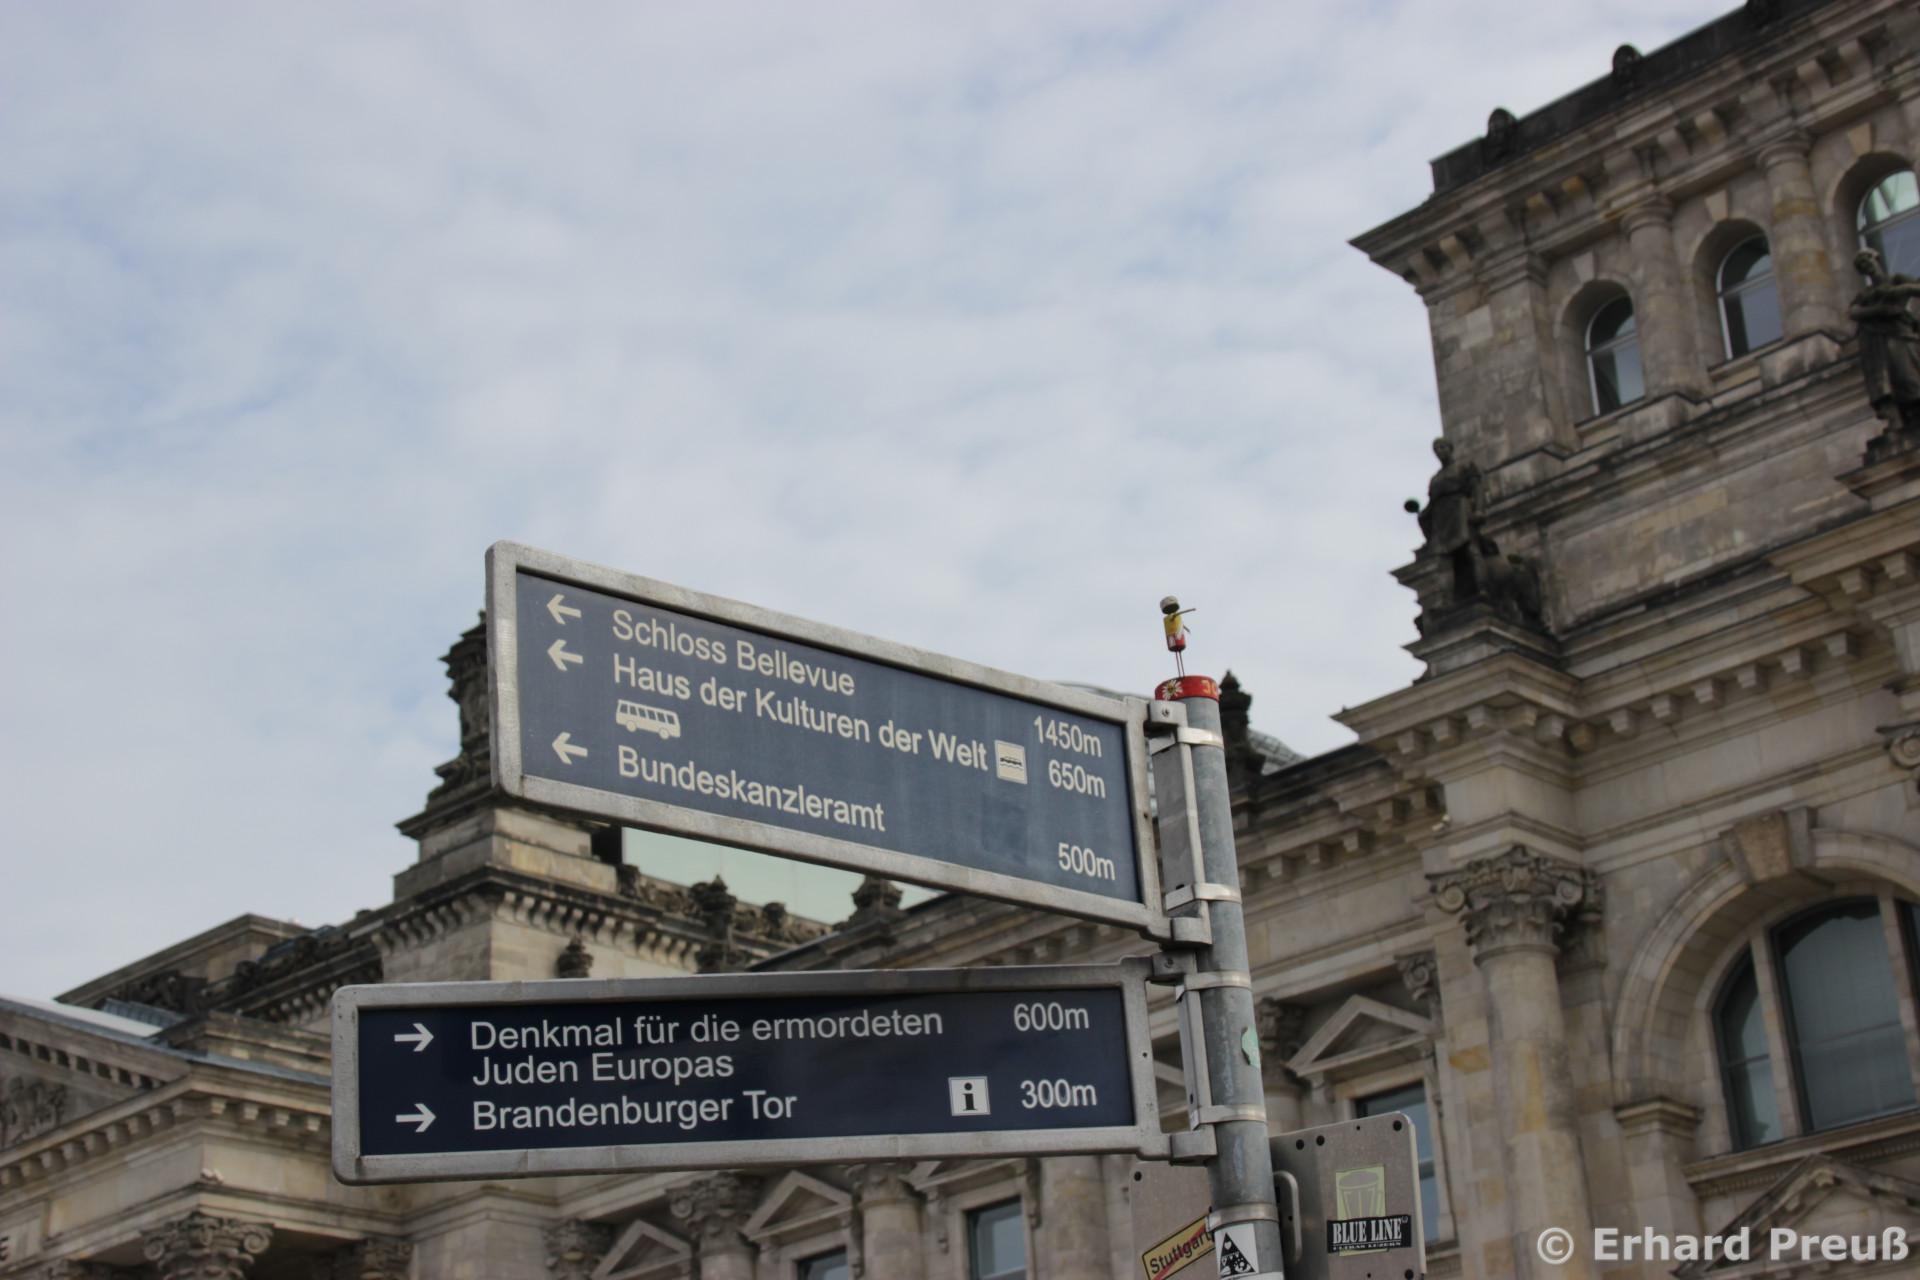 Schloss Bellevue 1450m
Haus der Kulturen der Welt 650m
Bundeskanzleramt 500m
Denkmal für die ermordeten 600m
Juden Europas
Brandenburger Tor i 300m
Stuttgart
BLUE LINE
© Erhard Preuß